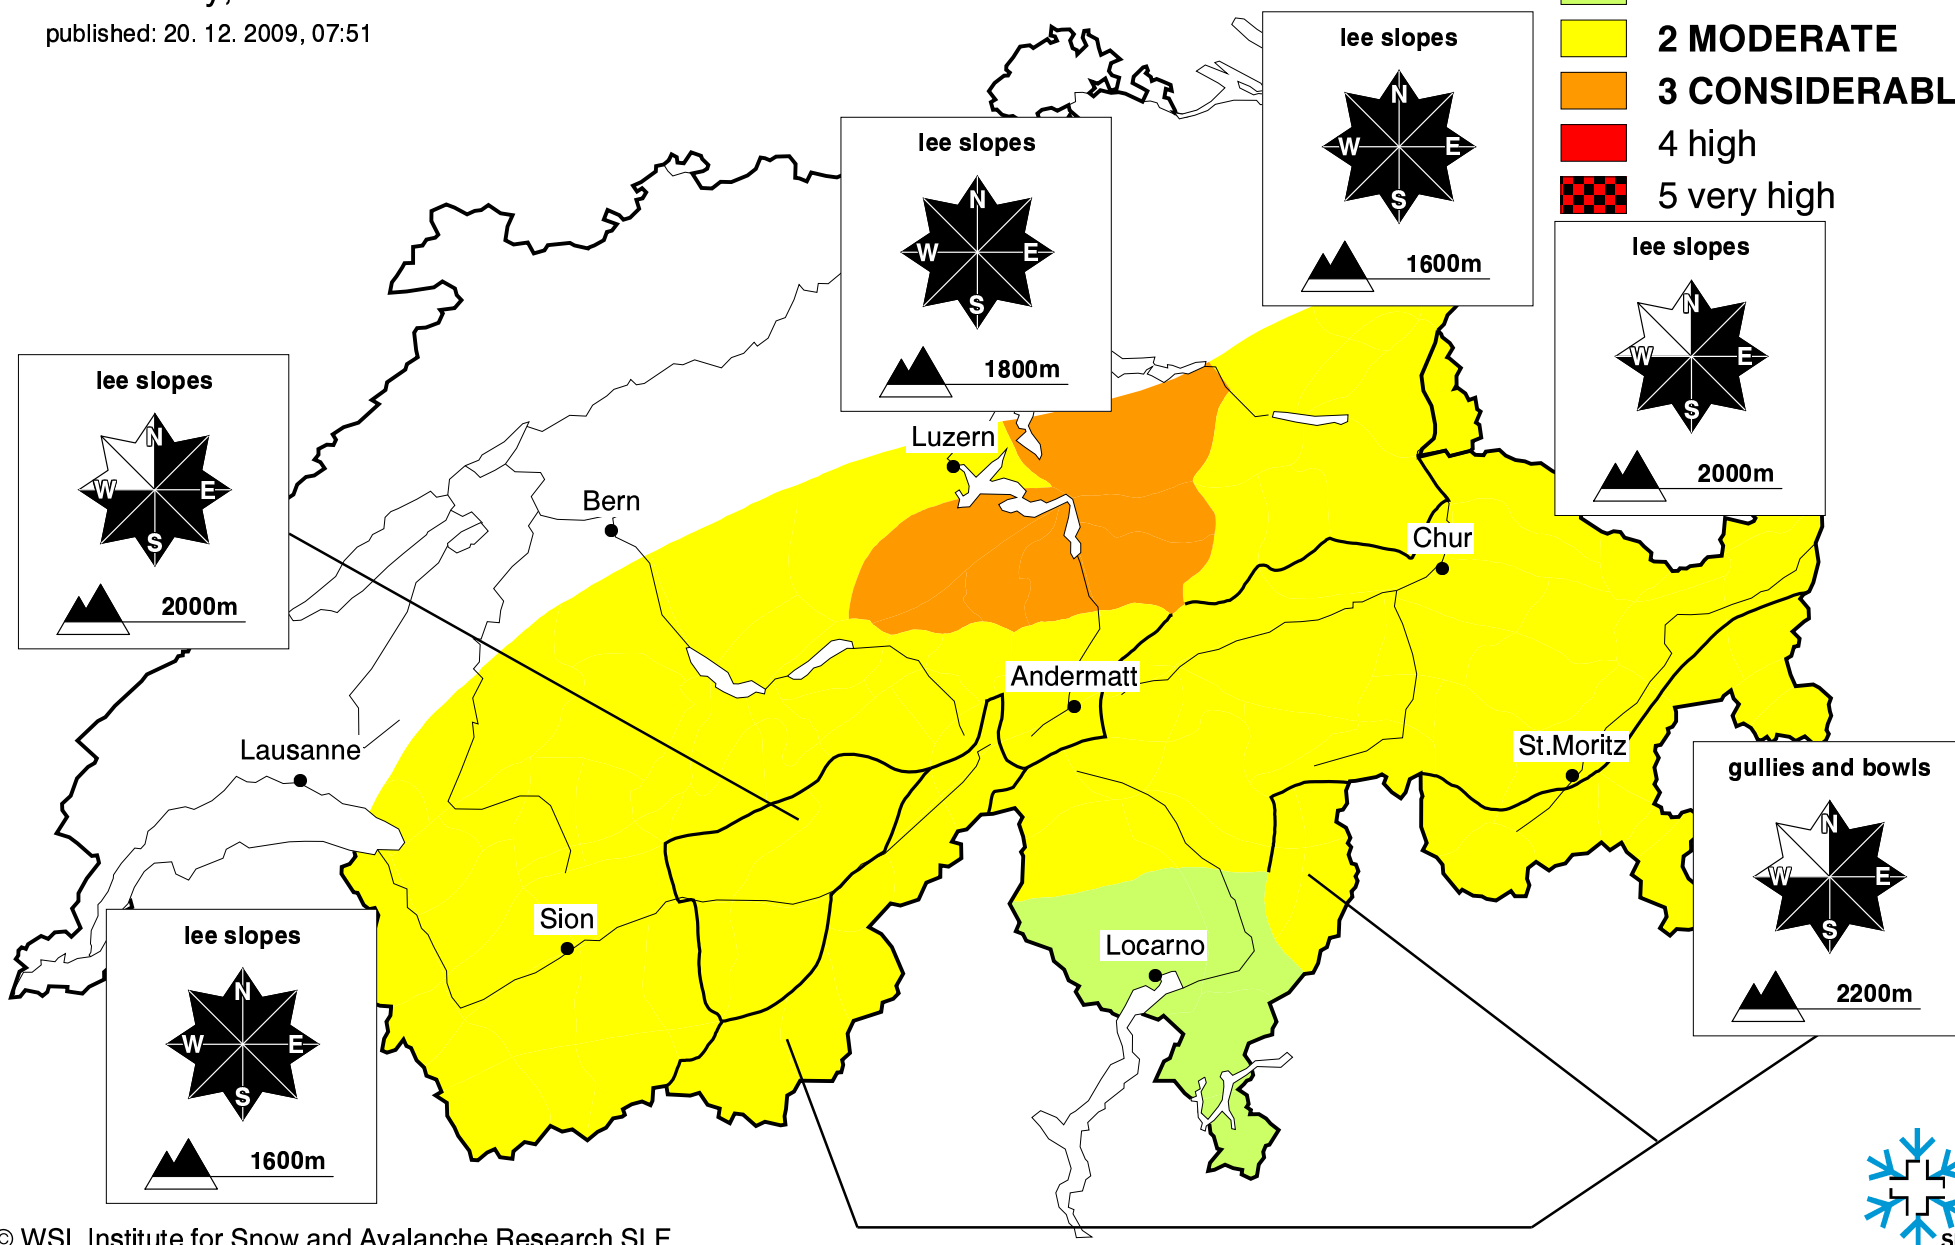 published: 20. 12. 2009, 07:51
2 MODERATE
3 CONSIDERABL
4 high
5 very high
lee slopes
N
W
E
S
1600m
lee slopes
N
W
E
S
1800m
lee slopes
N
W
E
S
2000m
lee slopes
N
W
E
S
2000m
Luzern
Bern
Chur
Andermatt
Lausanne
St.Moritz
gullies and bowls
N
W
E
S
2200m
Sion
Locarno
lee slopes
N
W
E
S
1600m
© WSL Institute for Snow and Avalanche Research SLF